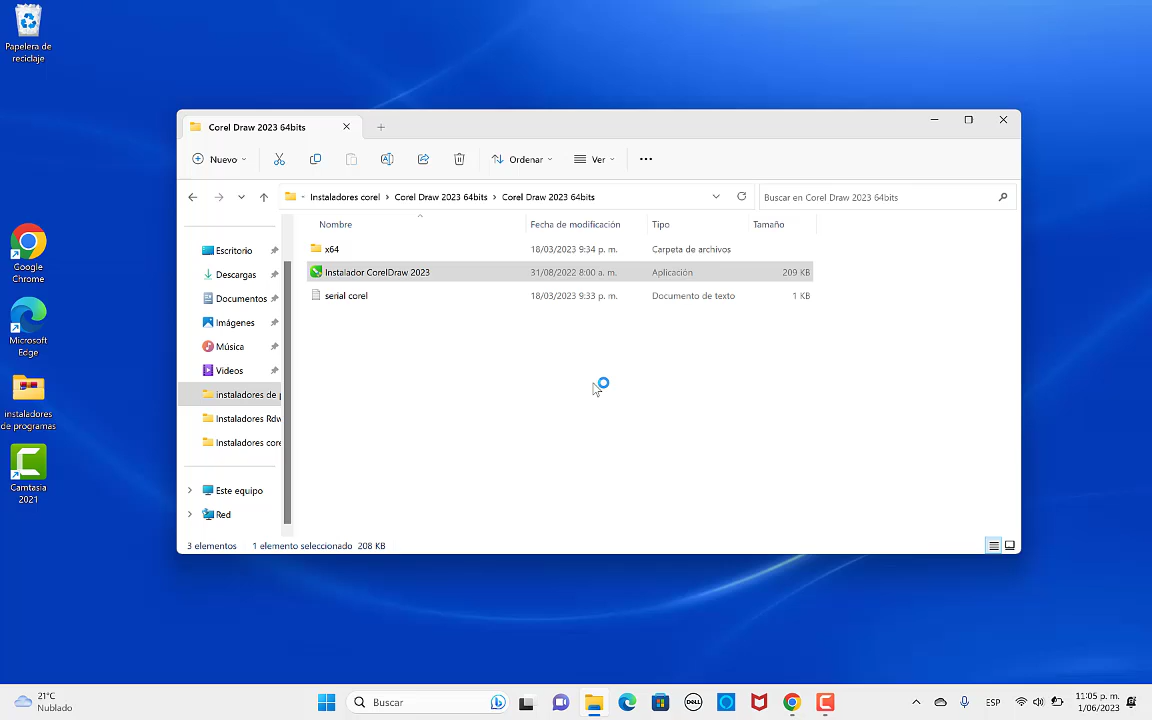 Papelera de
reciclaje
Google
Chrome
Microsoft
Edge
instaladores
de programas
Camtasia
2021
Corel Draw 2023 64bits
Nuevo
Ordenar
Ver
Instaladores corel > Corel Draw 2023 64bits > Corel Draw 2023 64bits
Buscar en Corel Draw 2023 64bits
Nombre Fecha de modificación Tipo Tamaño
x64 18/03/2023 9:34 p. m. Carpeta de archivos
Instalador CorelDraw 2023 31/08/2022 8:00 a. m. Aplicación 209 KB
serial corel 18/03/2023 9:33 p. m. Documento de texto 1 KB
Escritorio
Descargas
Documentos
Imágenes
Música
Videos
instaladores de p
Instaladores Rdw
Instaladores core
Este equipo
Red
3 elementos 1 elemento seleccionado 208 KB
21°C
Nublado
Buscar
DELL
ESP
11:05 p. m.
1/06/2023